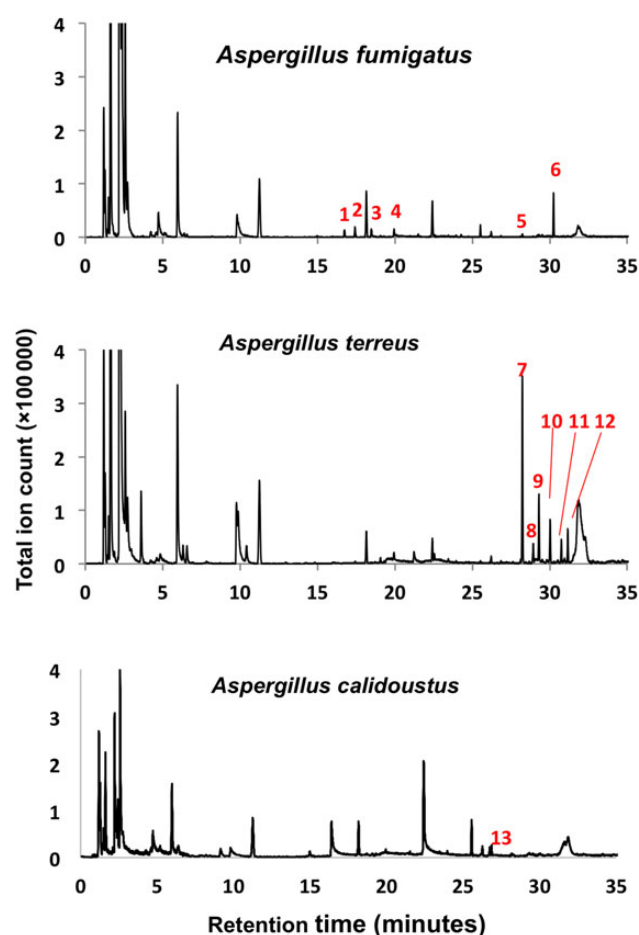 Aspergillus fumigatus
4
3
2
1
0
1 2 3 4 5 6
0 5 10 15 20 25 30 35
Total ion count (×100 000)
Aspergillus terreus
4
3
2
1
0
7
10 11 12
9
8
0 5 10 15 20 25 30 35
Aspergillus calidoustus
4
3
2
1
0
13
0 5 10 15 20 25 30 35
Retention time (minutes)